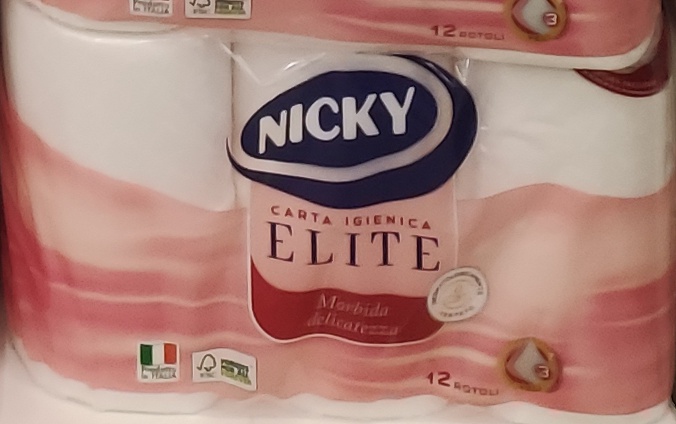 12 ROTOLI
3
NICKY
CARTA IGIENICA
ELITE
Morbida
delicatezza
12 ROTOLI
3